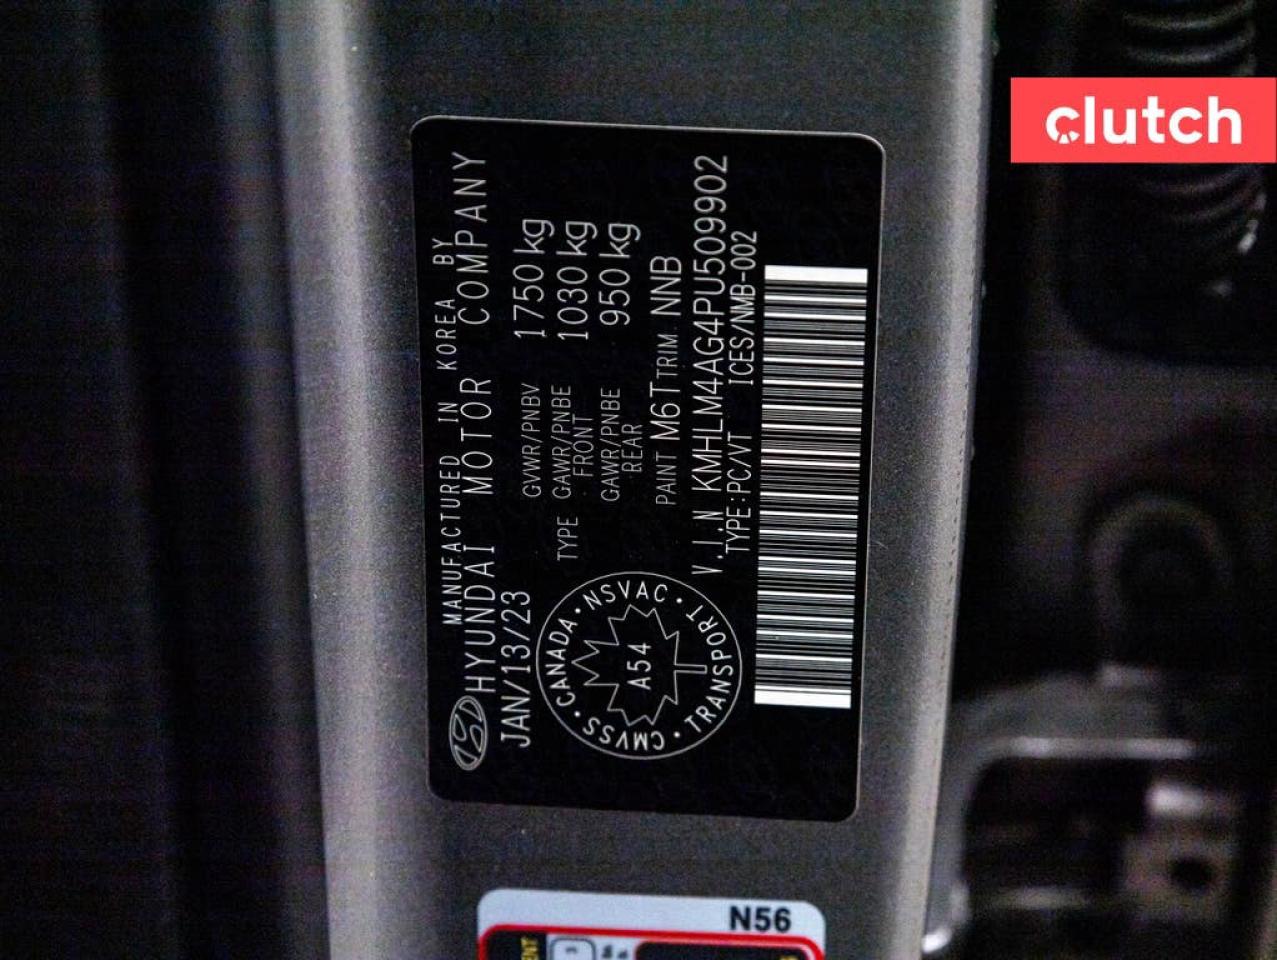 clutch
MANUFACTURED IN KOREA BY
HYUNDAI MOTOR COMPANY
JAN/13/23
GVWR/PNBV 1750 kg
TYPE GAWR/PNBE FRONT 1030 kg
GAWR/PNBE REAR 950 kg
PAINT M6T TRIM NNB
V.I.N KMHLM4AG4PU509902
TYPE:PC/VT ICES/NMB-002
CANADA · NSVAC · TRANSPORT · CMVSS ·
A54
N56